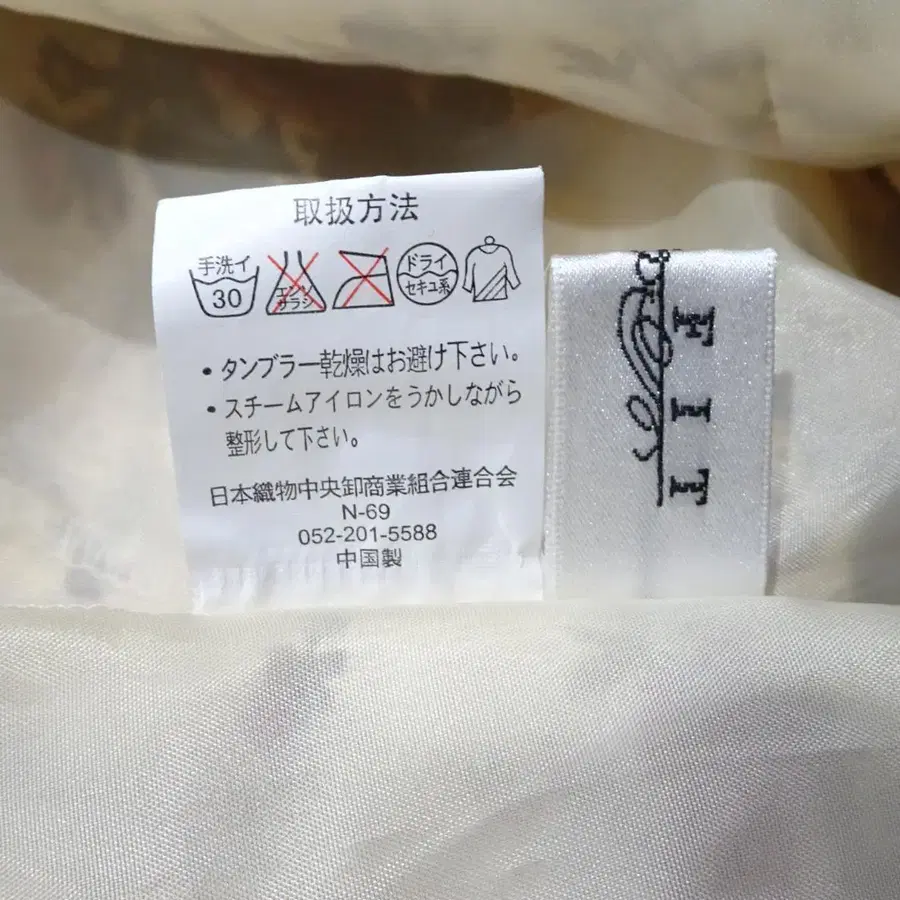 取扱方法
手洗イ
30
エンソ
サラシ
ドライ
セキユ系
・タンブラー乾燥はお避け下さい。
・スチームアイロンをうかしながら
整形して下さい。
日本織物中央卸商業組合連合会
N-69
052-201-5588
中国製
FIT